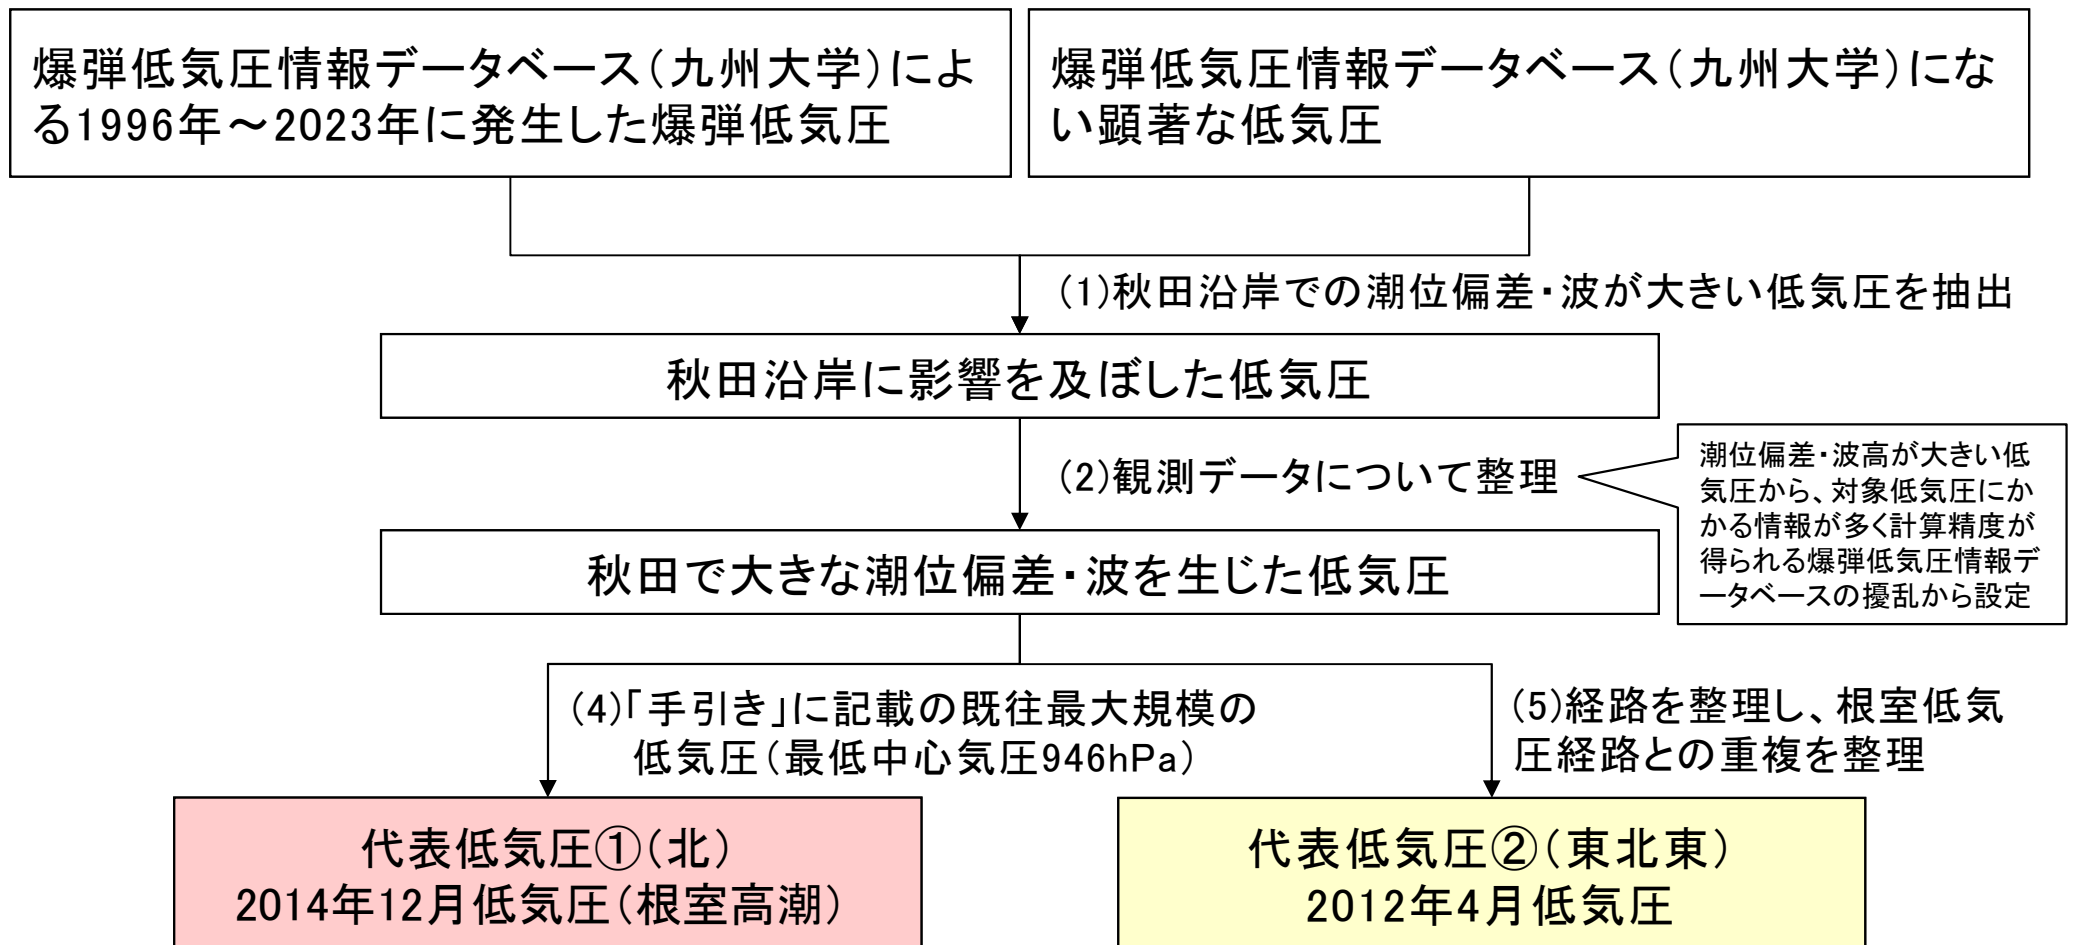 爆弾低気圧情報データベース（九州大学）によ
る1996年～2023年に発生した爆弾低気圧
爆弾低気圧情報データベース（九州大学）にな
い顕著な低気圧
(1)秋田沿岸での潮位偏差・波が大きい低気圧を抽出
秋田沿岸に影響を及ぼした低気圧
(2)観測データについて整理
潮位偏差・波高が大きい低
気圧から、対象低気圧にか
かる情報が多く計算精度が
得られる爆弾低気圧情報デ
ータベースの擾乱から設定
秋田で大きな潮位偏差・波を生じた低気圧
(4)「手引き」に記載の既往最大規模の
低気圧（最低中心気圧946hPa）
(5)経路を整理し、根室低気
圧経路との重複を整理
代表低気圧①（北）
2014年12月低気圧（根室高潮）
代表低気圧②（東北東）
2012年4月低気圧